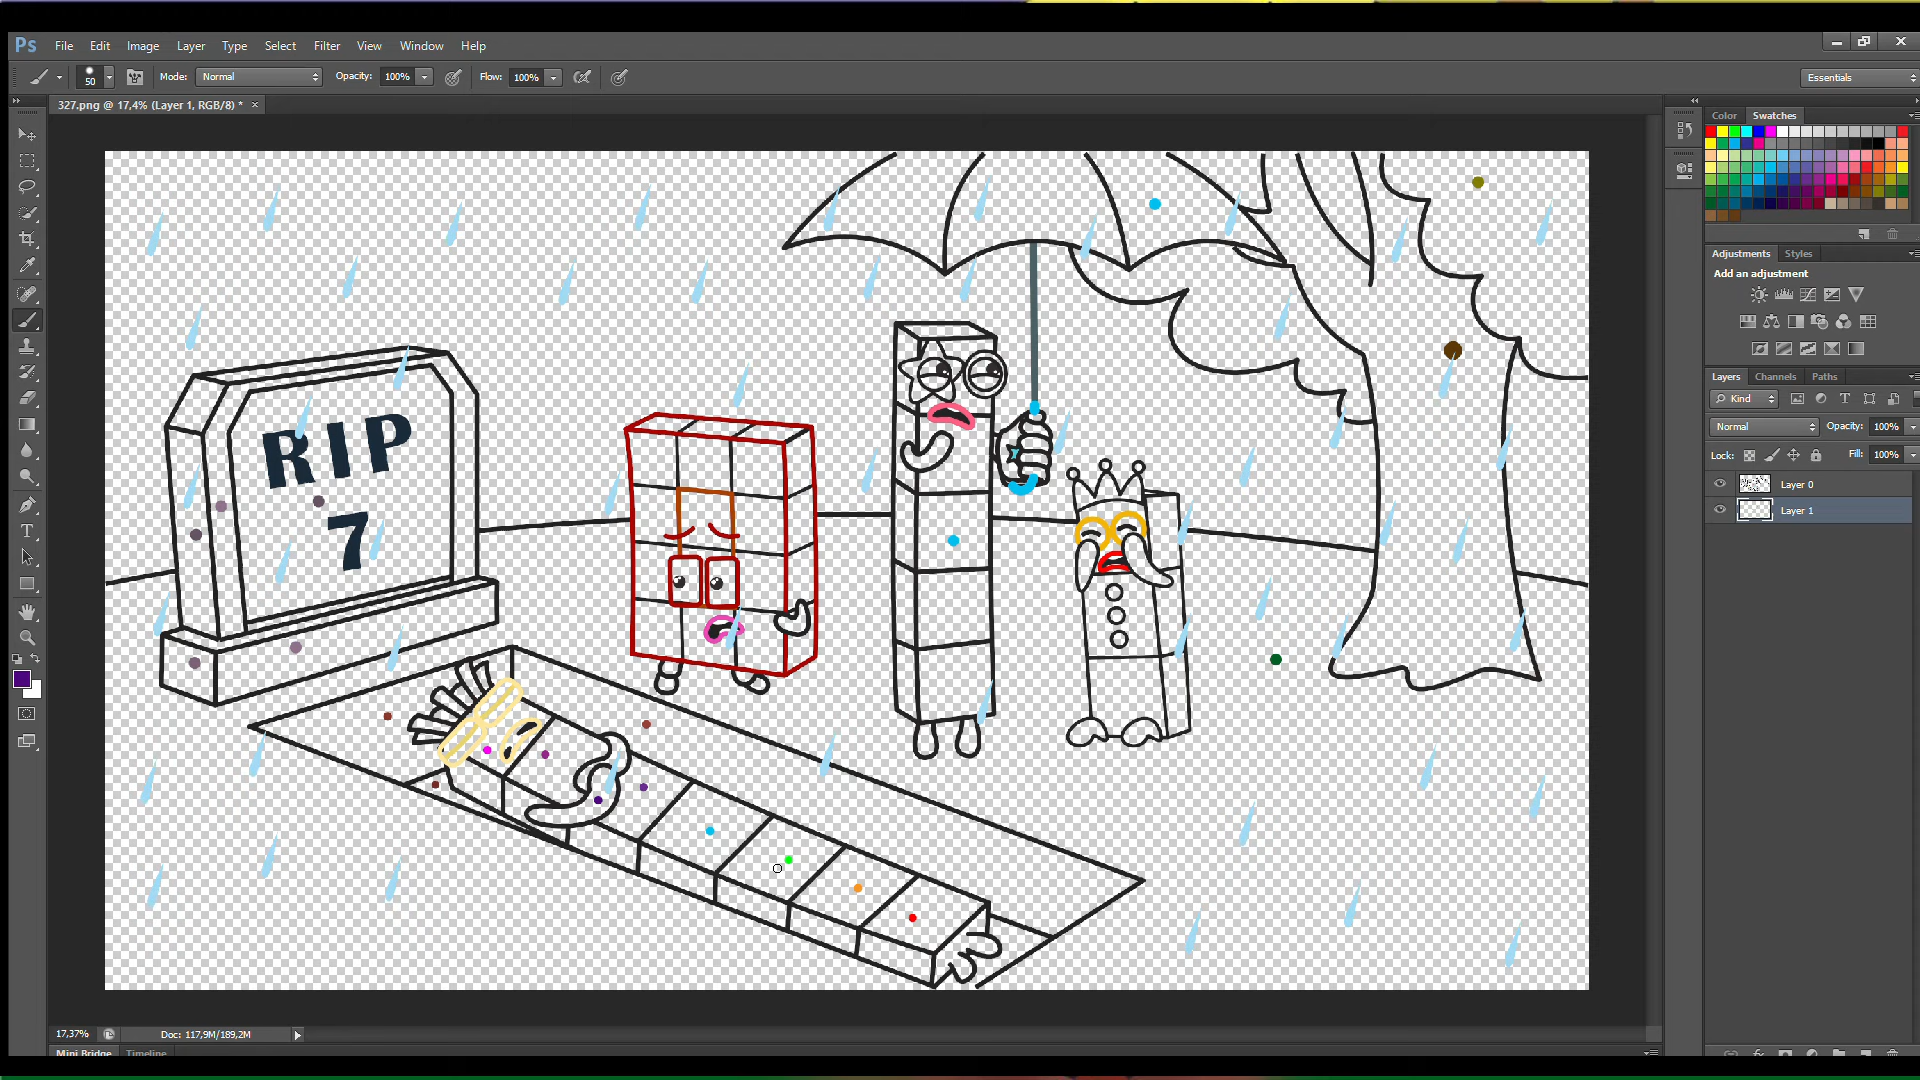 Ps File Edit Image Layer Type Select Filter View Window Help
50 Mode: Normal Opacity: 100% Flow: 100% Essentials
327.png @ 17,4% (Layer 1, RGB/8) *
Color Swatches
Adjustments Styles
Add an adjustment
Layers Channels Paths
Kind
Normal Opacity: 100%
Lock: Fill: 100%
Layer 0
Layer 1
RIP
7
17,37% Doc: 117,9M/189,2M
Mini Bridge Timeline